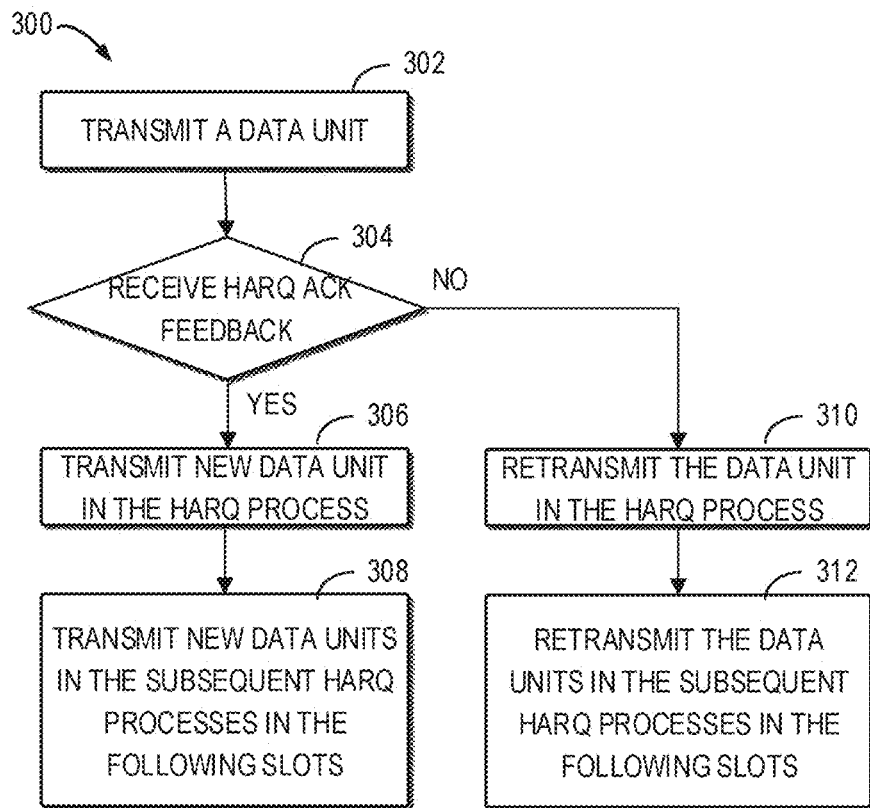 300
302
TRANSMIT A DATA UNIT
304
RECEIVE HARQ ACK
FEEDBACK
NO
YES
306
TRANSMIT NEW DATA UNIT
IN THE HARQ PROCESS
310
RETRANSMIT THE DATA UNIT
IN THE HARQ PROCESS
308
TRANSMIT NEW DATA UNITS
IN THE SUBSEQUENT HARQ
PROCESSES IN THE
FOLLOWING SLOTS
312
RETRANSMIT THE DATA
UNITS IN THE SUBSEQUENT
HARQ PROCESSES IN THE
FOLLOWING SLOTS